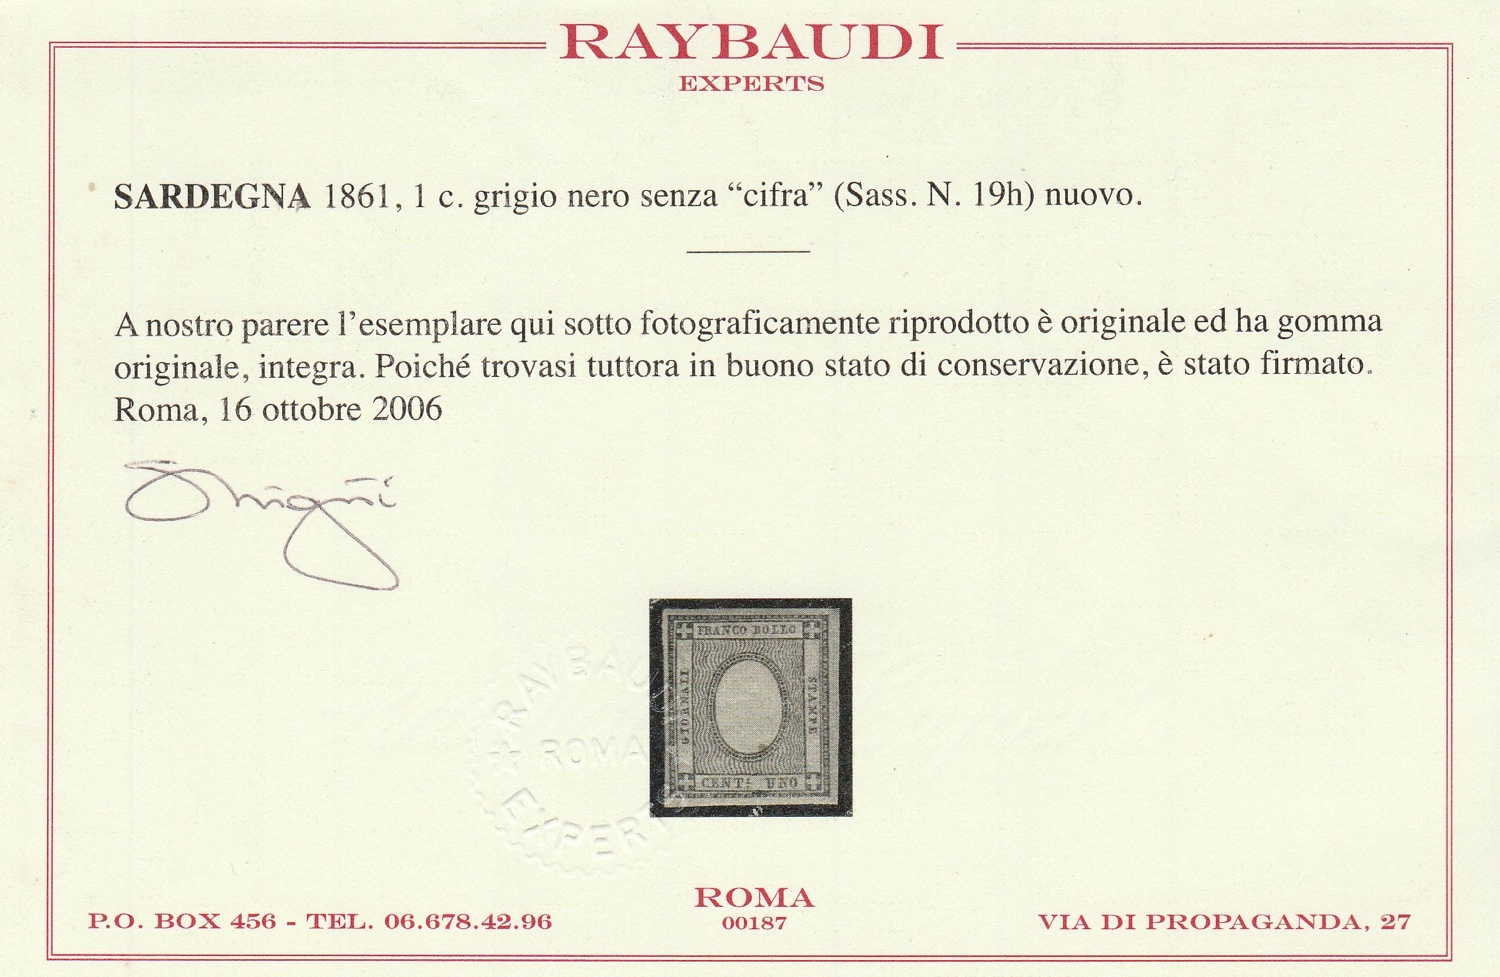 RAYBAUDI
EXPERTS
SARDEGNA 1861, 1 c. grigio nero senza “cifra” (Sass. N. 19h) nuovo.
A nostro parere l’esemplare qui sotto fotograficamente riprodotto è originale ed ha gomma
originale, integra. Poiché trovasi tuttora in buono stato di conservazione, è stato firmato.
Roma, 16 ottobre 2006
FRANCO BOLLO
GIORNALI
STAMPE
CENT: UNO
ROMA
EXPERTS
ROMA
00187
P.O. BOX 456 - TEL. 06.678.42.96
VIA DI PROPAGANDA, 27